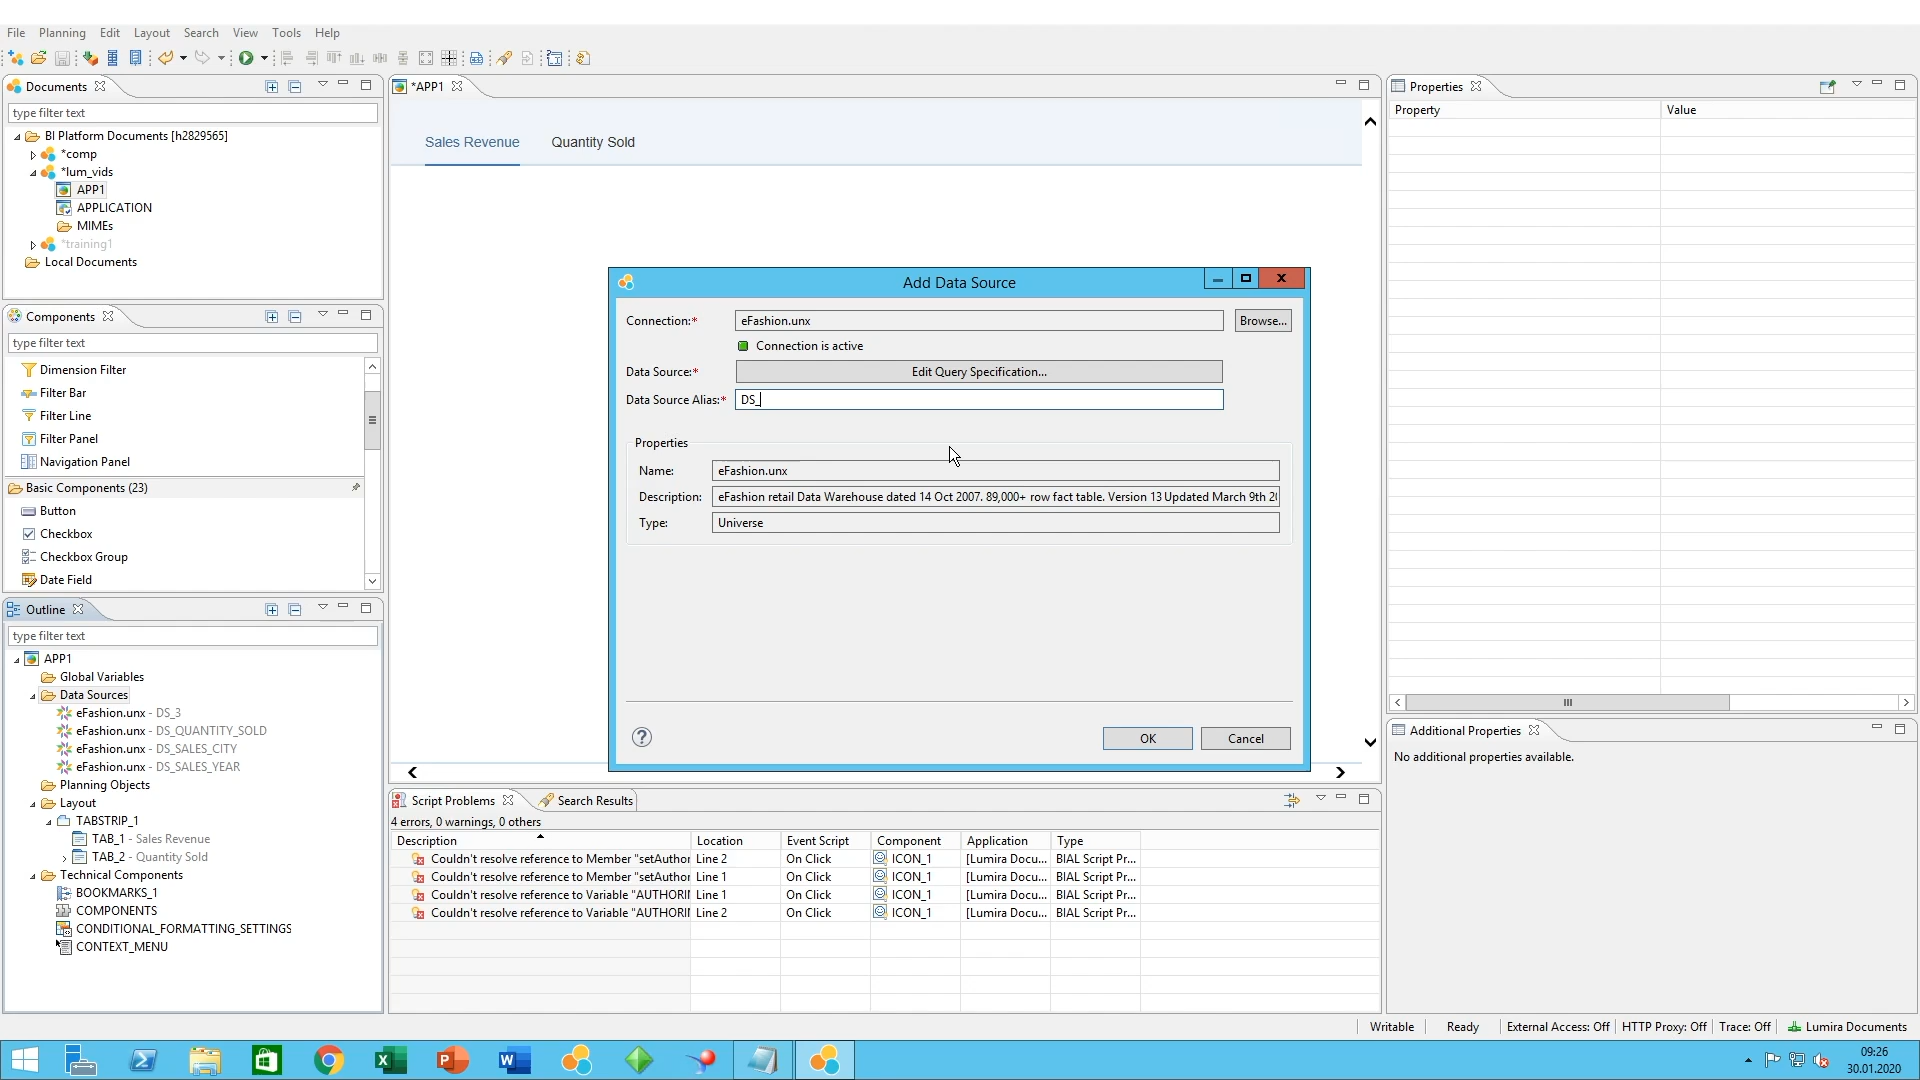 File Planning Edit Layout Search View Tools Help
Documents
type filter text
BI Platform Documents [h2829565]
*comp
*lum_vids
APP1
APPLICATION
MIMEs
*training1
Local Documents
Components
type filter text
Dimension Filter
Filter Bar
Filter Line
Filter Panel
Navigation Panel
Basic Components (23)
Button
Checkbox
Checkbox Group
Date Field
Outline
type filter text
APP1
Global Variables
Data Sources
eFashion.unx - DS_3
eFashion.unx - DS_QUANTITY_SOLD
eFashion.unx - DS_SALES_CITY
eFashion.unx - DS_SALES_YEAR
Planning Objects
Layout
TABSTRIP_1
TAB_1 - Sales Revenue
TAB_2 - Quantity Sold
Technical Components
BOOKMARKS_1
COMPONENTS
CONDITIONAL_FORMATTING_SETTINGS
CONTEXT_MENU
*APP1
Sales Revenue Quantity Sold
Add Data Source
Connection:* eFashion.unx Browse...
Connection is active
Data Source:* Edit Query Specification...
Data Source Alias:* DS_
Properties
Name: eFashion.unx
Description: eFashion retail Data Warehouse dated 14 Oct 2007. 89,000+ row fact table. Version 13 Updated March 9th 2
Type: Universe
OK Cancel
Script Problems Search Results
4 errors, 0 warnings, 0 others
Description Location Event Script Component Application Type
Couldn't resolve reference to Member "setAuthor Line 2 On Click ICON_1 [Lumira Docu... BIAL Script Pr...
Couldn't resolve reference to Member "setAuthor Line 1 On Click ICON_1 [Lumira Docu... BIAL Script Pr...
Couldn't resolve reference to Variable "AUTHORI Line 1 On Click ICON_1 [Lumira Docu... BIAL Script Pr...
Couldn't resolve reference to Variable "AUTHORI Line 2 On Click ICON_1 [Lumira Docu... BIAL Script Pr...
Properties
Property Value
Additional Properties
No additional properties available.
Writable Ready External Access: Off HTTP Proxy: Off Trace: Off Lumira Documents
09:26
30.01.2020